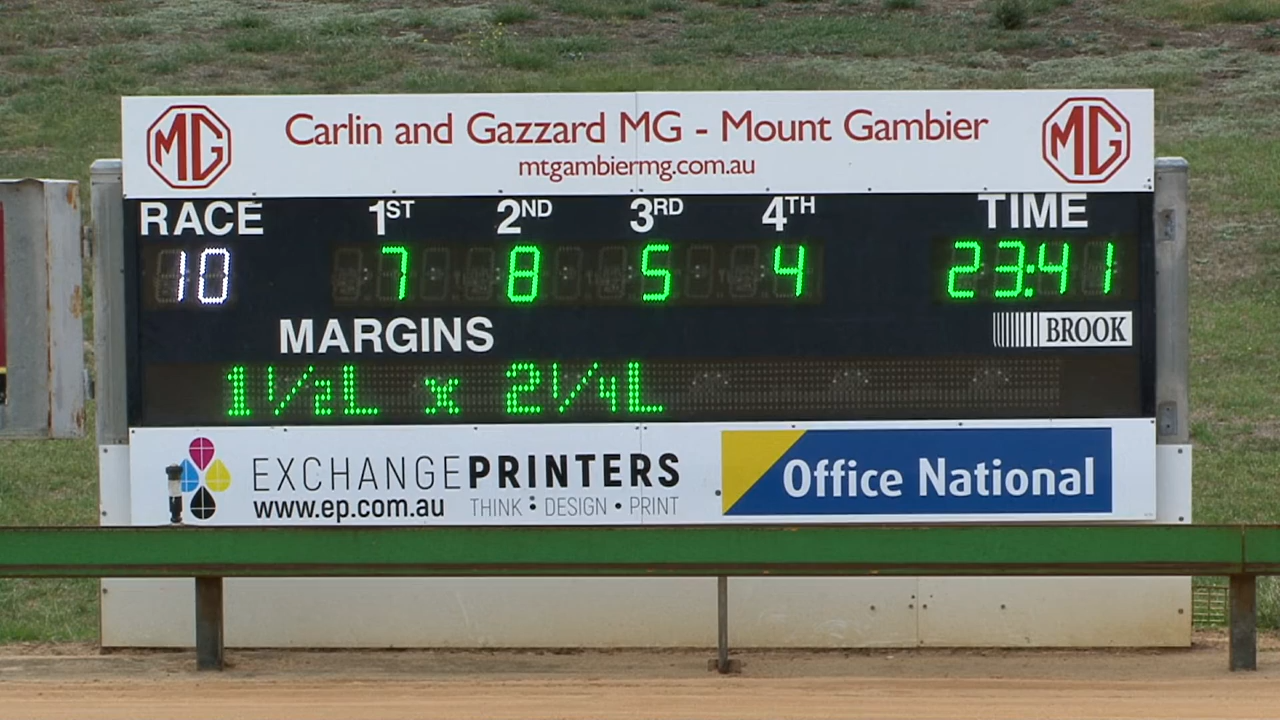 MG Carlin and Gazzard MG - Mount Gambier MG
mtgambiermg.com.au
RACE 1ST 2ND 3RD 4TH TIME
10 7 8 5 4 23:41
MARGINS
BROOK
1½L x 2¼L
EXCHANGEPRINTERS
www.ep.com.au THINK • DESIGN • PRINT
Office National